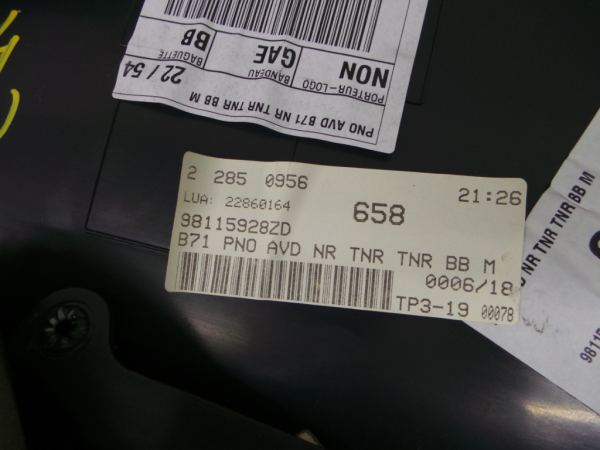 PNO AVD B71 NR TNR TNR BB M
PORTEUR-LOGO BANDEAU BAGUETTE
NON GAE BB
22/54
2 285 0956 21:26
LUA: 22860164 658
98115928ZD
B71 PNO AVD NR TNR TNR BB M
0006/18
TP3-19 00078
NR TNR TNR BB M